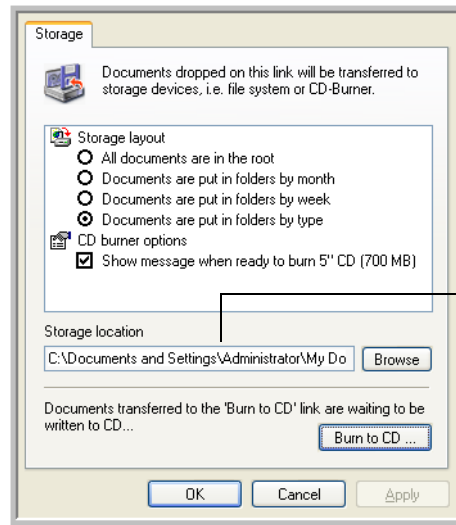 Storage
Documents dropped on this link will be transferred to
storage devices, i.e. file system or CD-Burner.
Storage layout
All documents are in the root
Documents are put in folders by month
Documents are put in folders by week
Documents are put in folders by type
CD burner options
Show message when ready to burn 5" CD (700 MB)
Storage location
C:\Documents and Settings\Administrator\My Do
Browse
Documents transferred to the 'Burn to CD' link are waiting to be
written to CD...
Burn to CD ...
OK
Cancel
Apply